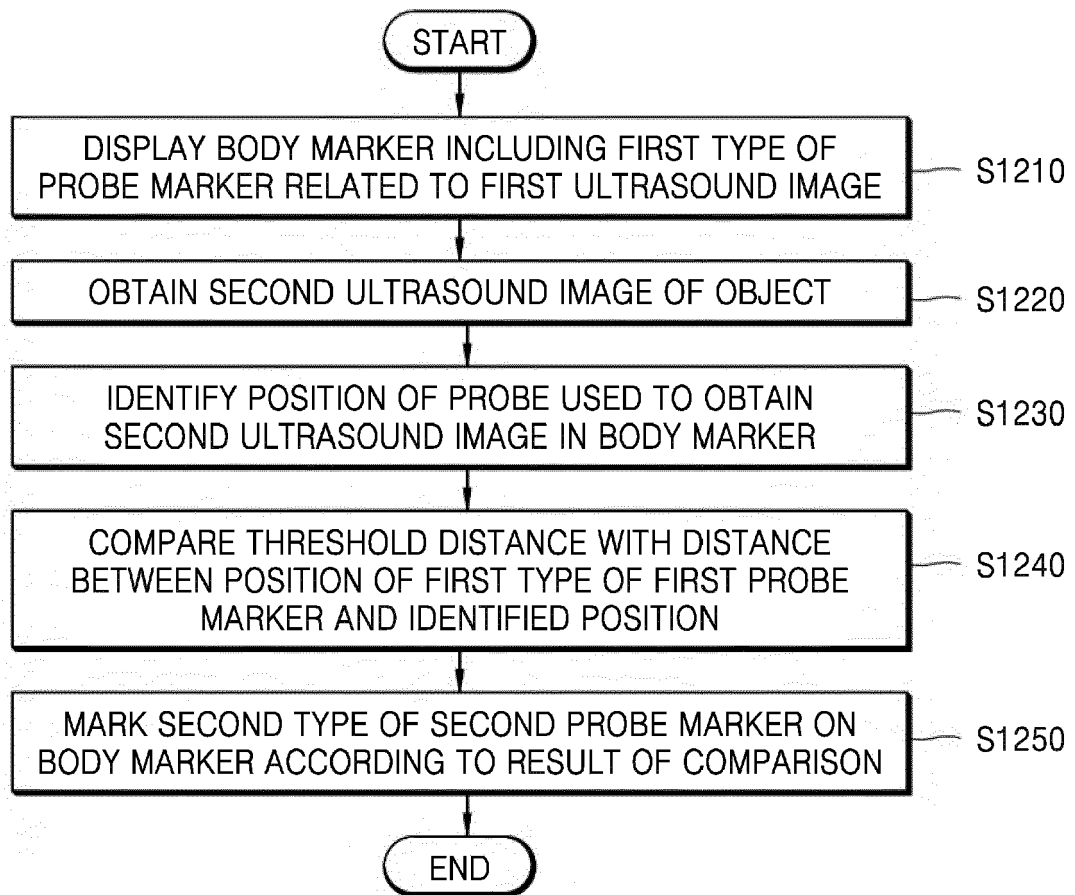 START
DISPLAY BODY MARKER INCLUDING FIRST TYPE OF
PROBE MARKER RELATED TO FIRST ULTRASOUND IMAGE
S1210
OBTAIN SECOND ULTRASOUND IMAGE OF OBJECT
S1220
IDENTIFY POSITION OF PROBE USED TO OBTAIN
SECOND ULTRASOUND IMAGE IN BODY MARKER
S1230
COMPARE THRESHOLD DISTANCE WITH DISTANCE
BETWEEN POSITION OF FIRST TYPE OF FIRST PROBE
MARKER AND IDENTIFIED POSITION
S1240
MARK SECOND TYPE OF SECOND PROBE MARKER ON
BODY MARKER ACCORDING TO RESULT OF COMPARISON
S1250
END